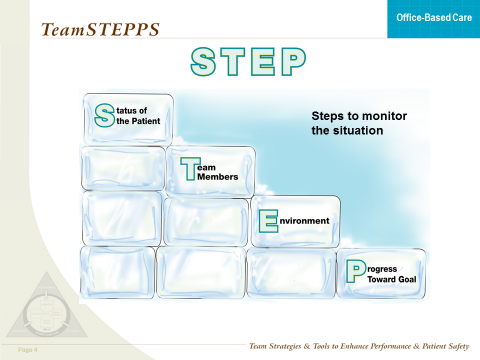 Office-Based Care
TeamSTEPPS
STEP
Steps to monitor
the situation
Status of
the Patient
Team
Members
Environment
Progress
Toward Goal
Page 4
Team Strategies & Tools to Enhance Performance & Patient Safety